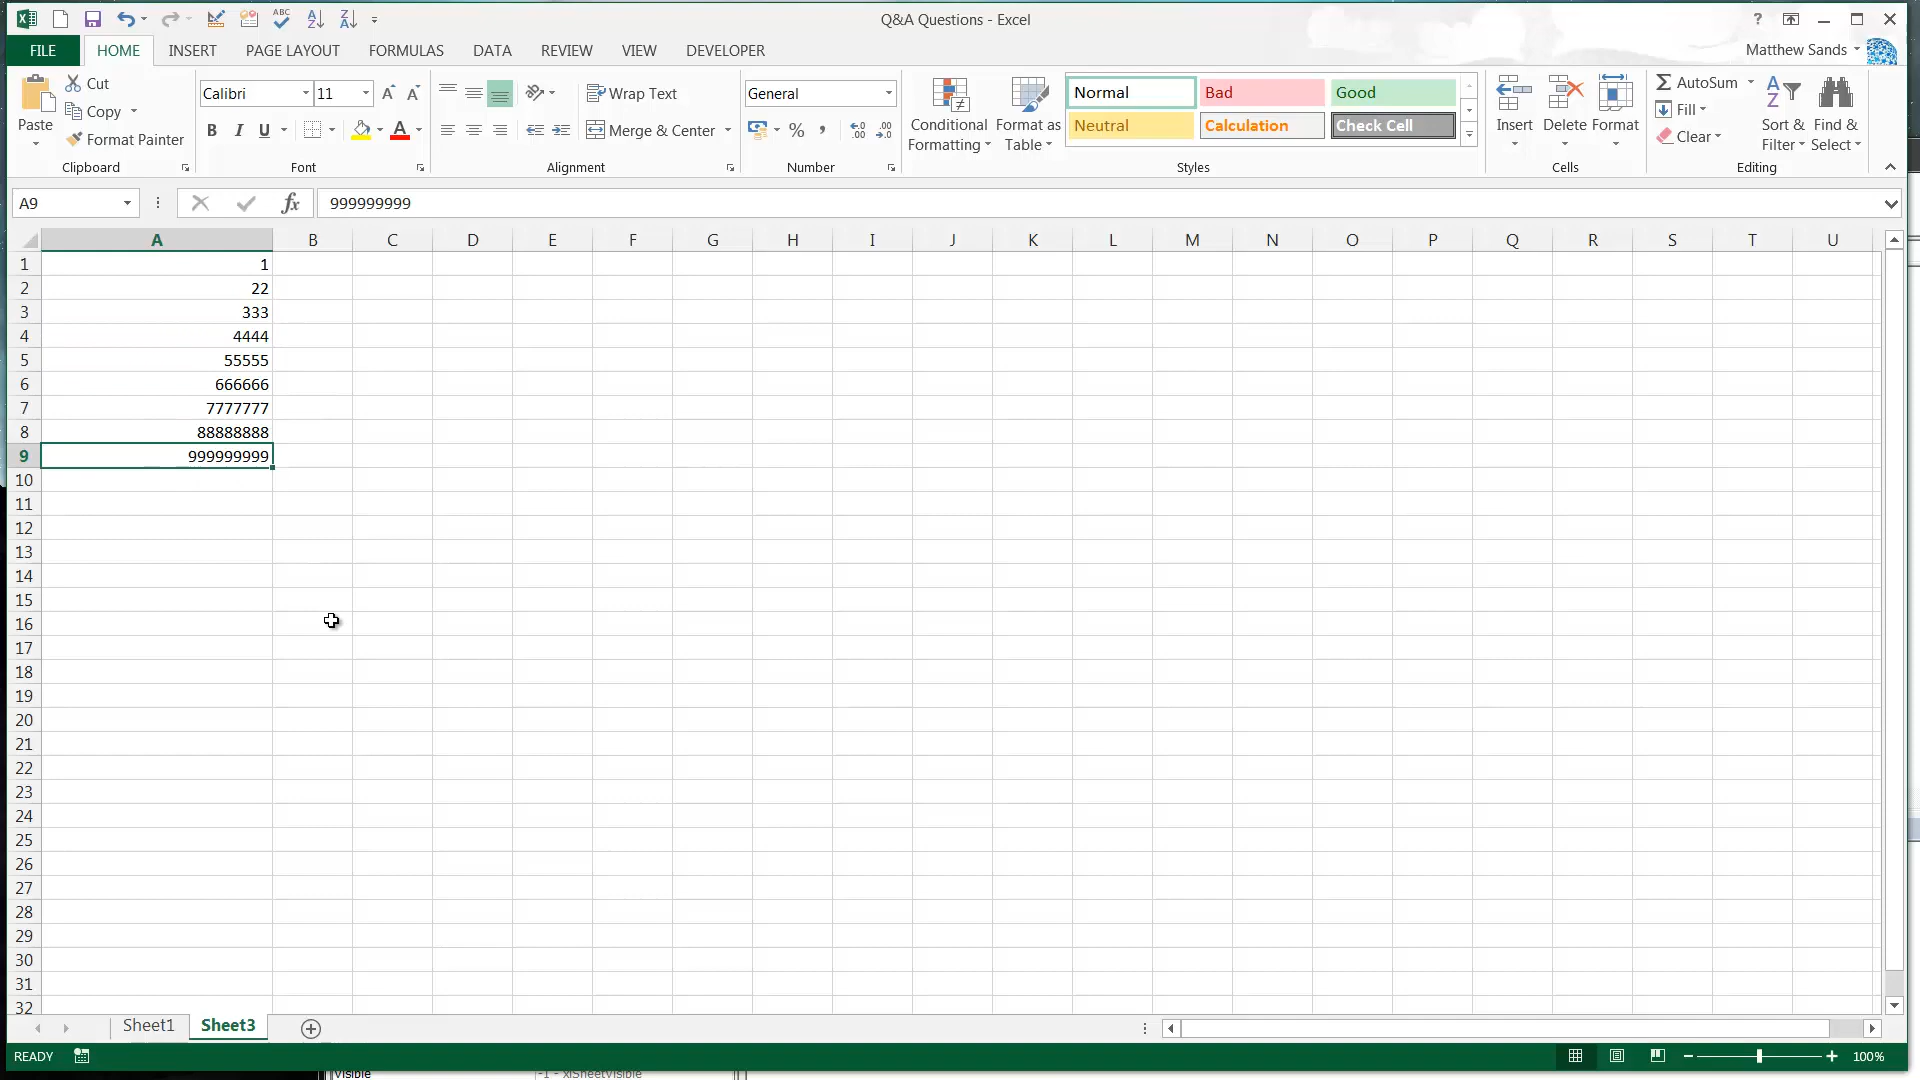 ABC
Q&A Questions - Excel
?
FILE HOME INSERT PAGE LAYOUT FORMULAS DATA REVIEW VIEW DEVELOPER Matthew Sands
Paste Cut
Copy
Format Painter
Clipboard
Calibri 11
B I U
Font
Wrap Text
Merge & Center
Alignment
General
Number
Conditional Formatting
Format as Table
Normal Bad Good
Neutral Calculation Check Cell
Styles
Insert Delete Format
Cells
AutoSum
Fill
Clear
Sort & Filter
Find & Select
Editing
A9 fx 999999999
A B C D E F G H I J K L M N O P Q R S T U
1 1
2 22
3 333
4 4444
5 55555
6 666666
7 7777777
8 88888888
9 999999999
10
11
12
13
14
15
16
17
18
19
20
21
22
23
24
25
26
27
28
29
30
31
32
Sheet1 Sheet3
READY 100%
Visible -1 - xlSheetVisible